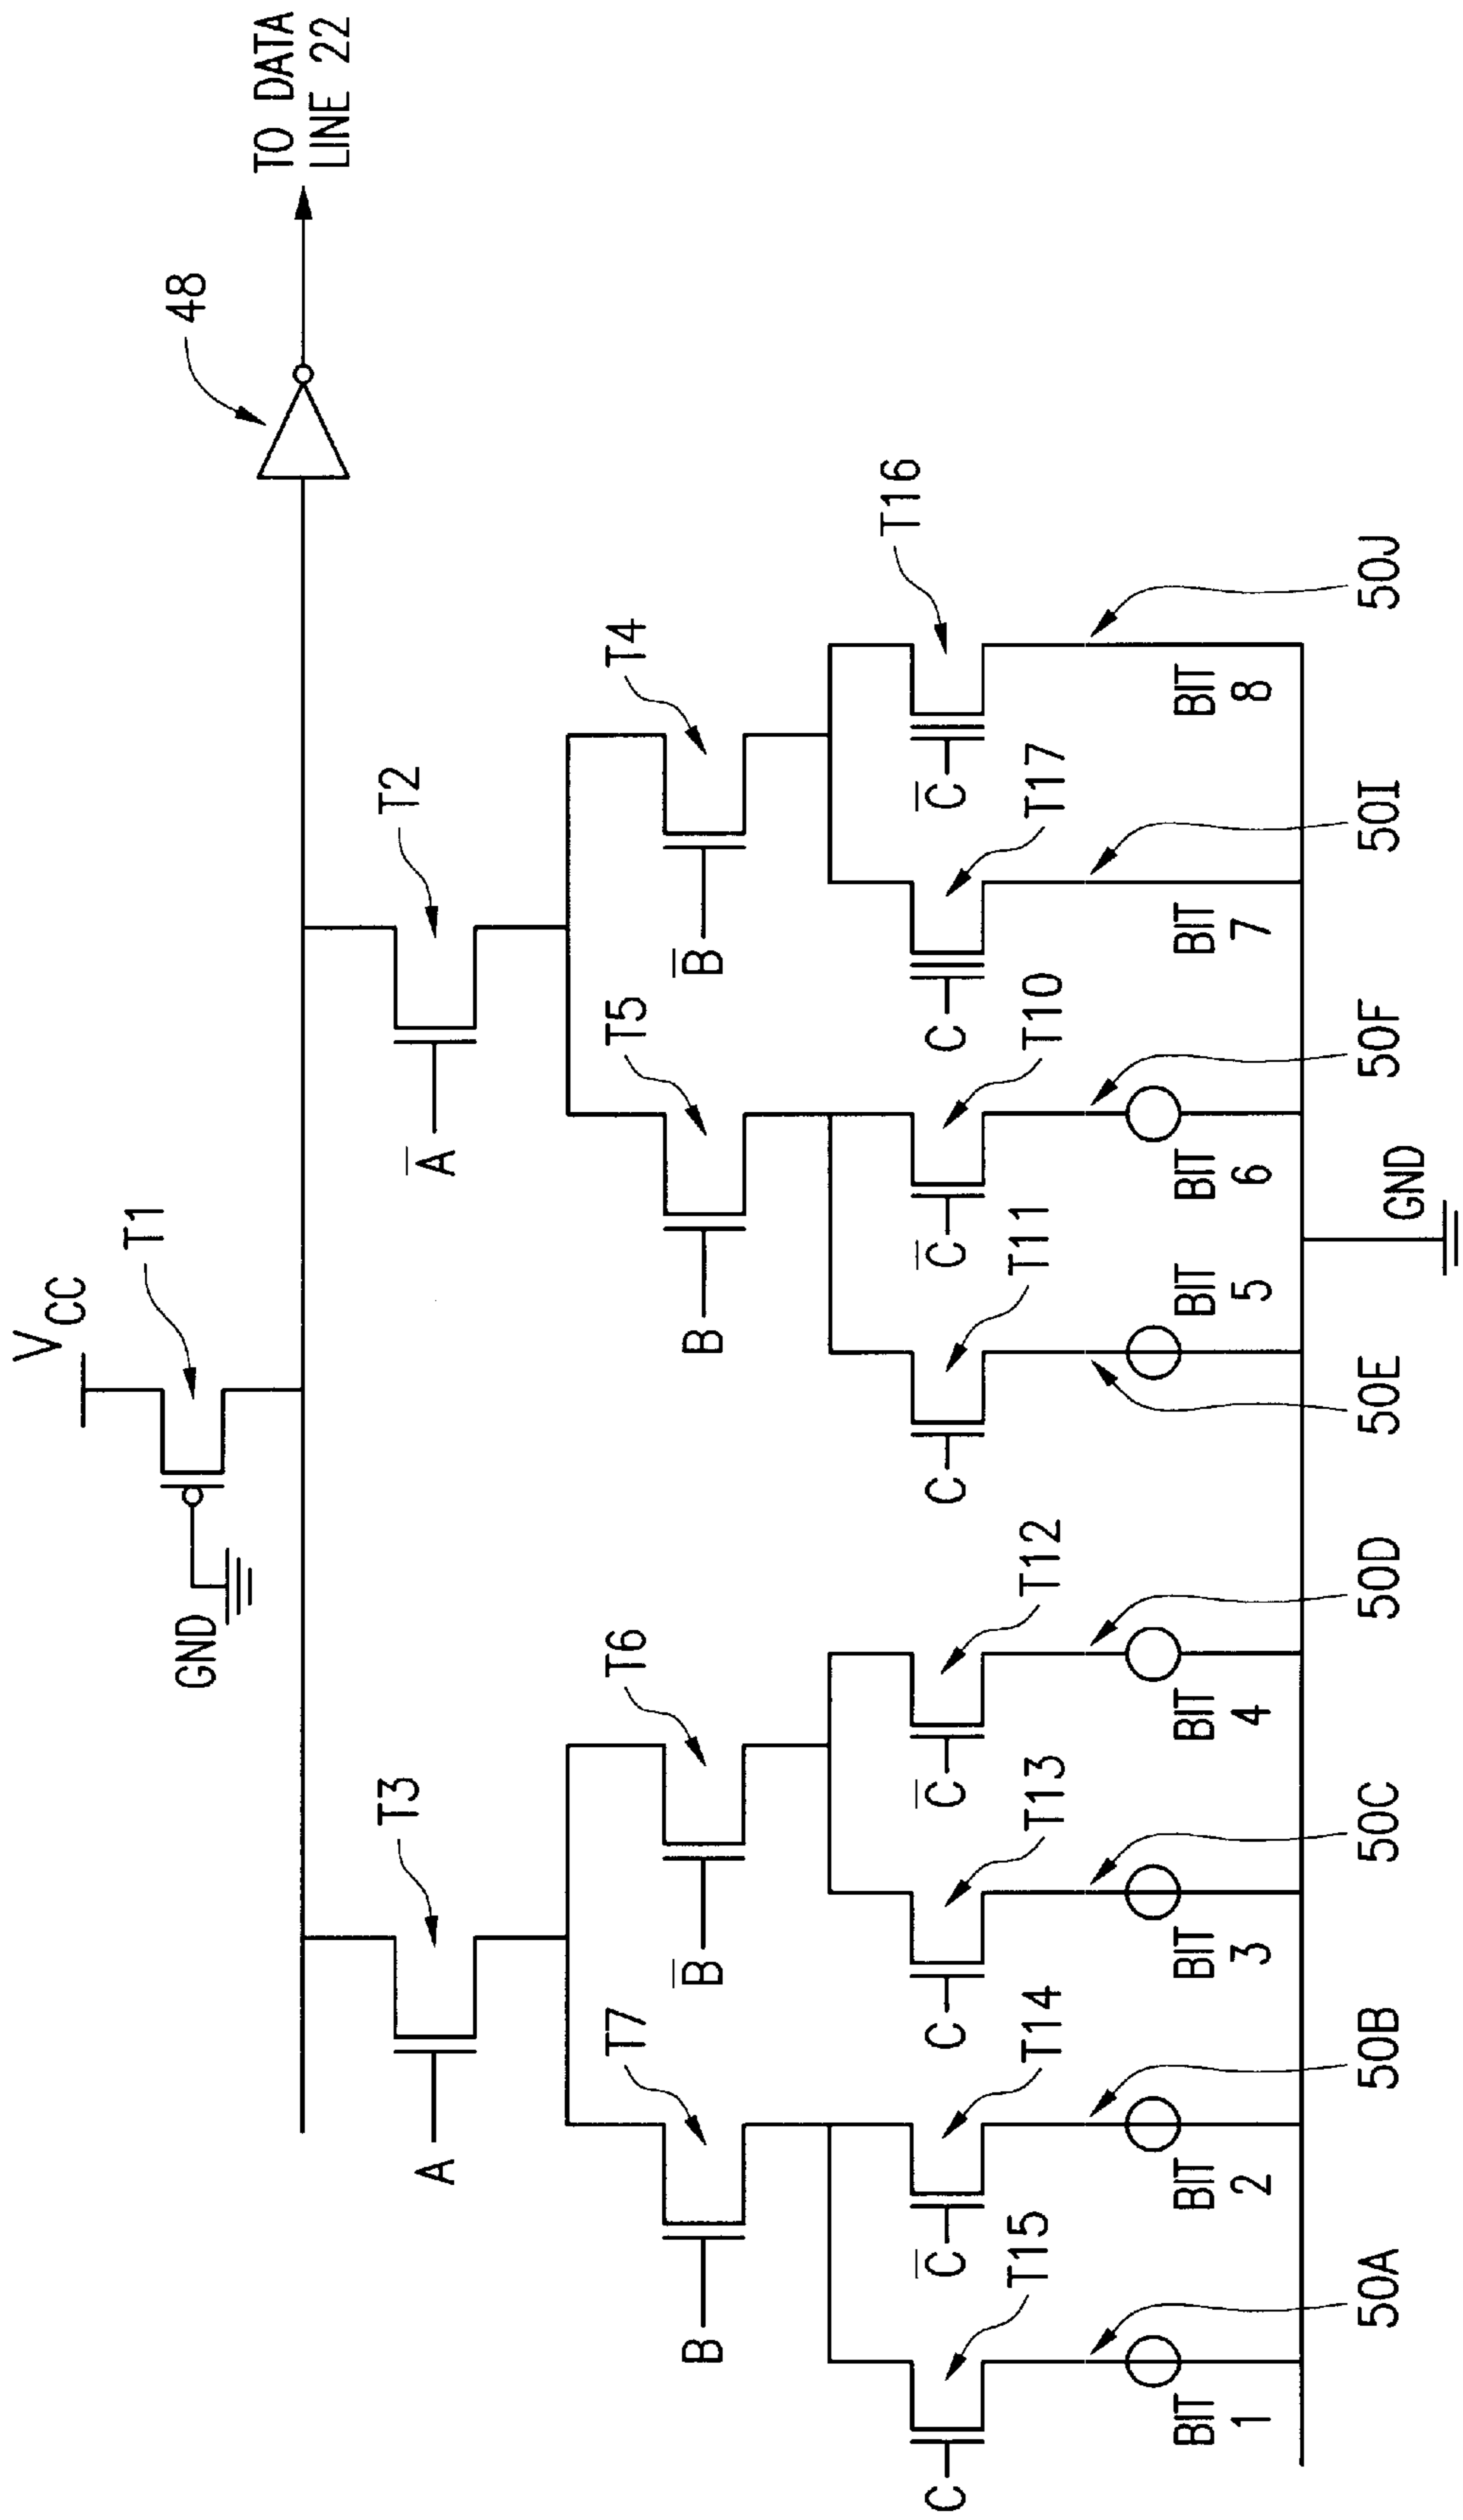 V CC
T1
GND
48
TO DATA
LINE 22
T3
A
T2
A̅
T7
B
T6
B̅
T5
B
T4
B̅
T15
C
T14
C̅
T13
C
T12
C̅
T11
C
T10
C̅
T17
C
T16
C̅
BIT
1
BIT
2
BIT
3
BIT
4
BIT
5
BIT
6
BIT
7
BIT
8
50A
50B
50C
50D
50E
GND
50F
50I
50J